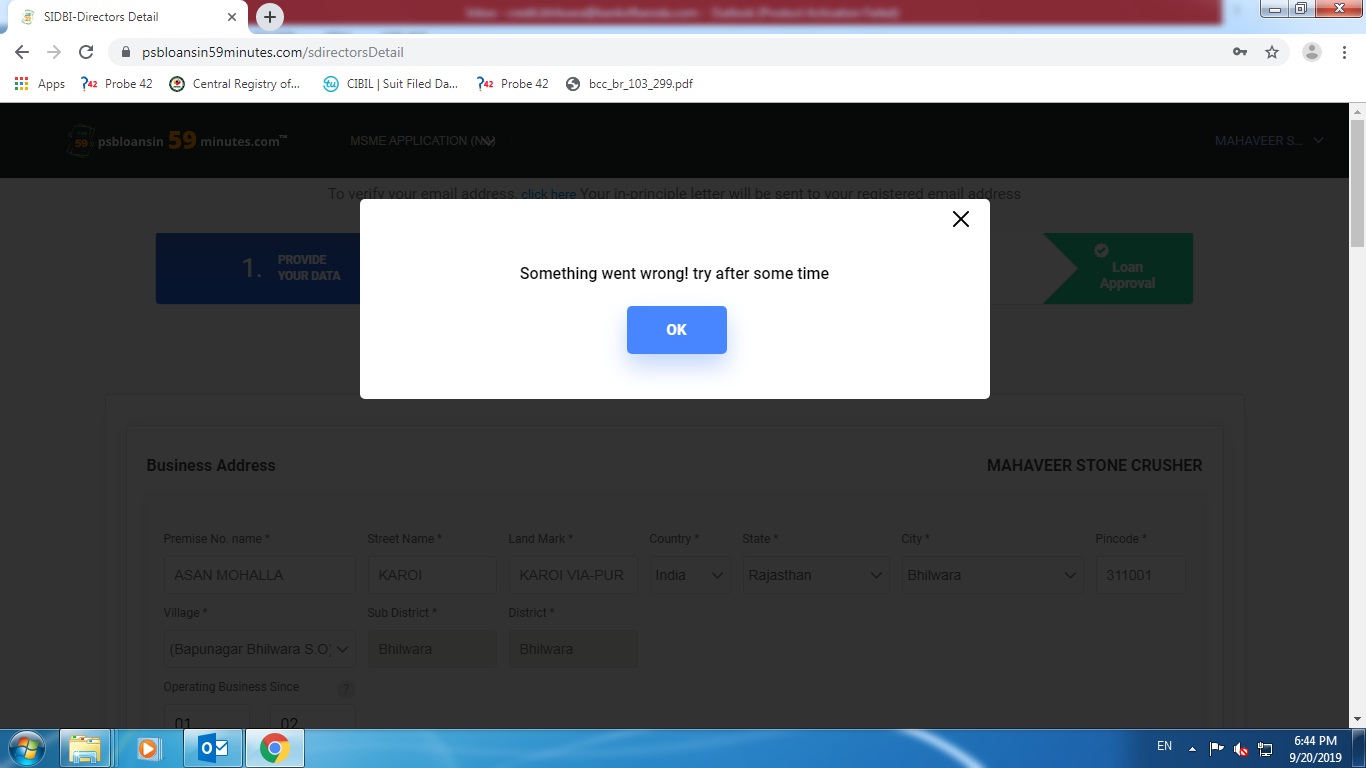 SIDBI-Directors Detail
psbloansin59minutes.com/sdirectorsDetail
Apps Probe 42 Central Registry of... CIBIL | Suit Filed Da... Probe 42 bcc_br_103_299.pdf
psbloansin 59 minutes.com™ MSME APPLICATION MAHAVEER S...
To verify your email address, click here Your in-principle letter will be sent to your registered email address
1. PROVIDE
YOUR DATA
Loan
Approval
Something went wrong! try after some time
OK
Business Address MAHAVEER STONE CRUSHER
Premise No. name * Street Name * Land Mark * Country * State * City * Pincode *
ASAN MOHALLA KAROI KAROI VIA-PUR India Rajasthan Bhilwara 311001
Village * Sub District * District *
(Bapunagar Bhilwara S.O) Bhilwara Bhilwara
Operating Business Since ?
01 02
EN 6:44 PM
9/20/2019